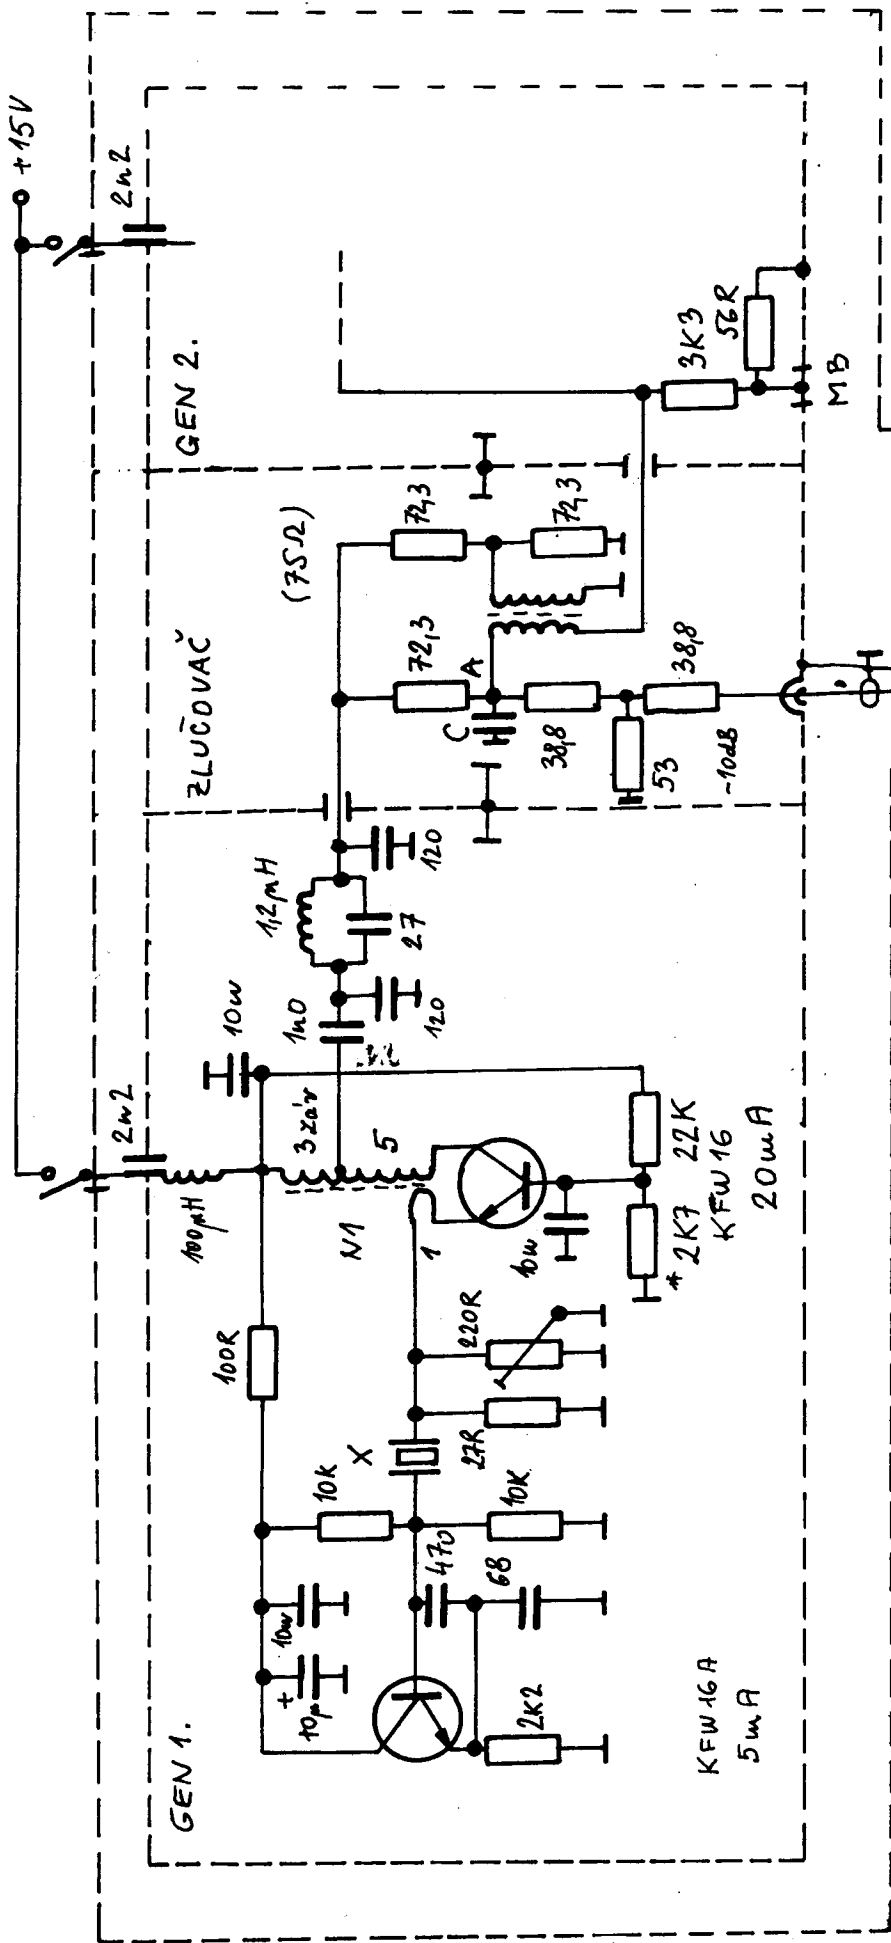 +15V
2n2
2n2
GEN 1.
ZLUČOVAČ
GEN 2.
100µH
10n
3 záv
5
N1
1
1n0
120
1,2µH
27
120
(75Ω)
72,3
72,3
72,3
A
C
38,8
38,8
53
-10dB
3K3
56R
MB
100R
+
10µ
10n
10K
10K
X
470
68
2K2
27R
220R
10n
* 2K7
22K
KFW16
20mA
KFW16A
5mA